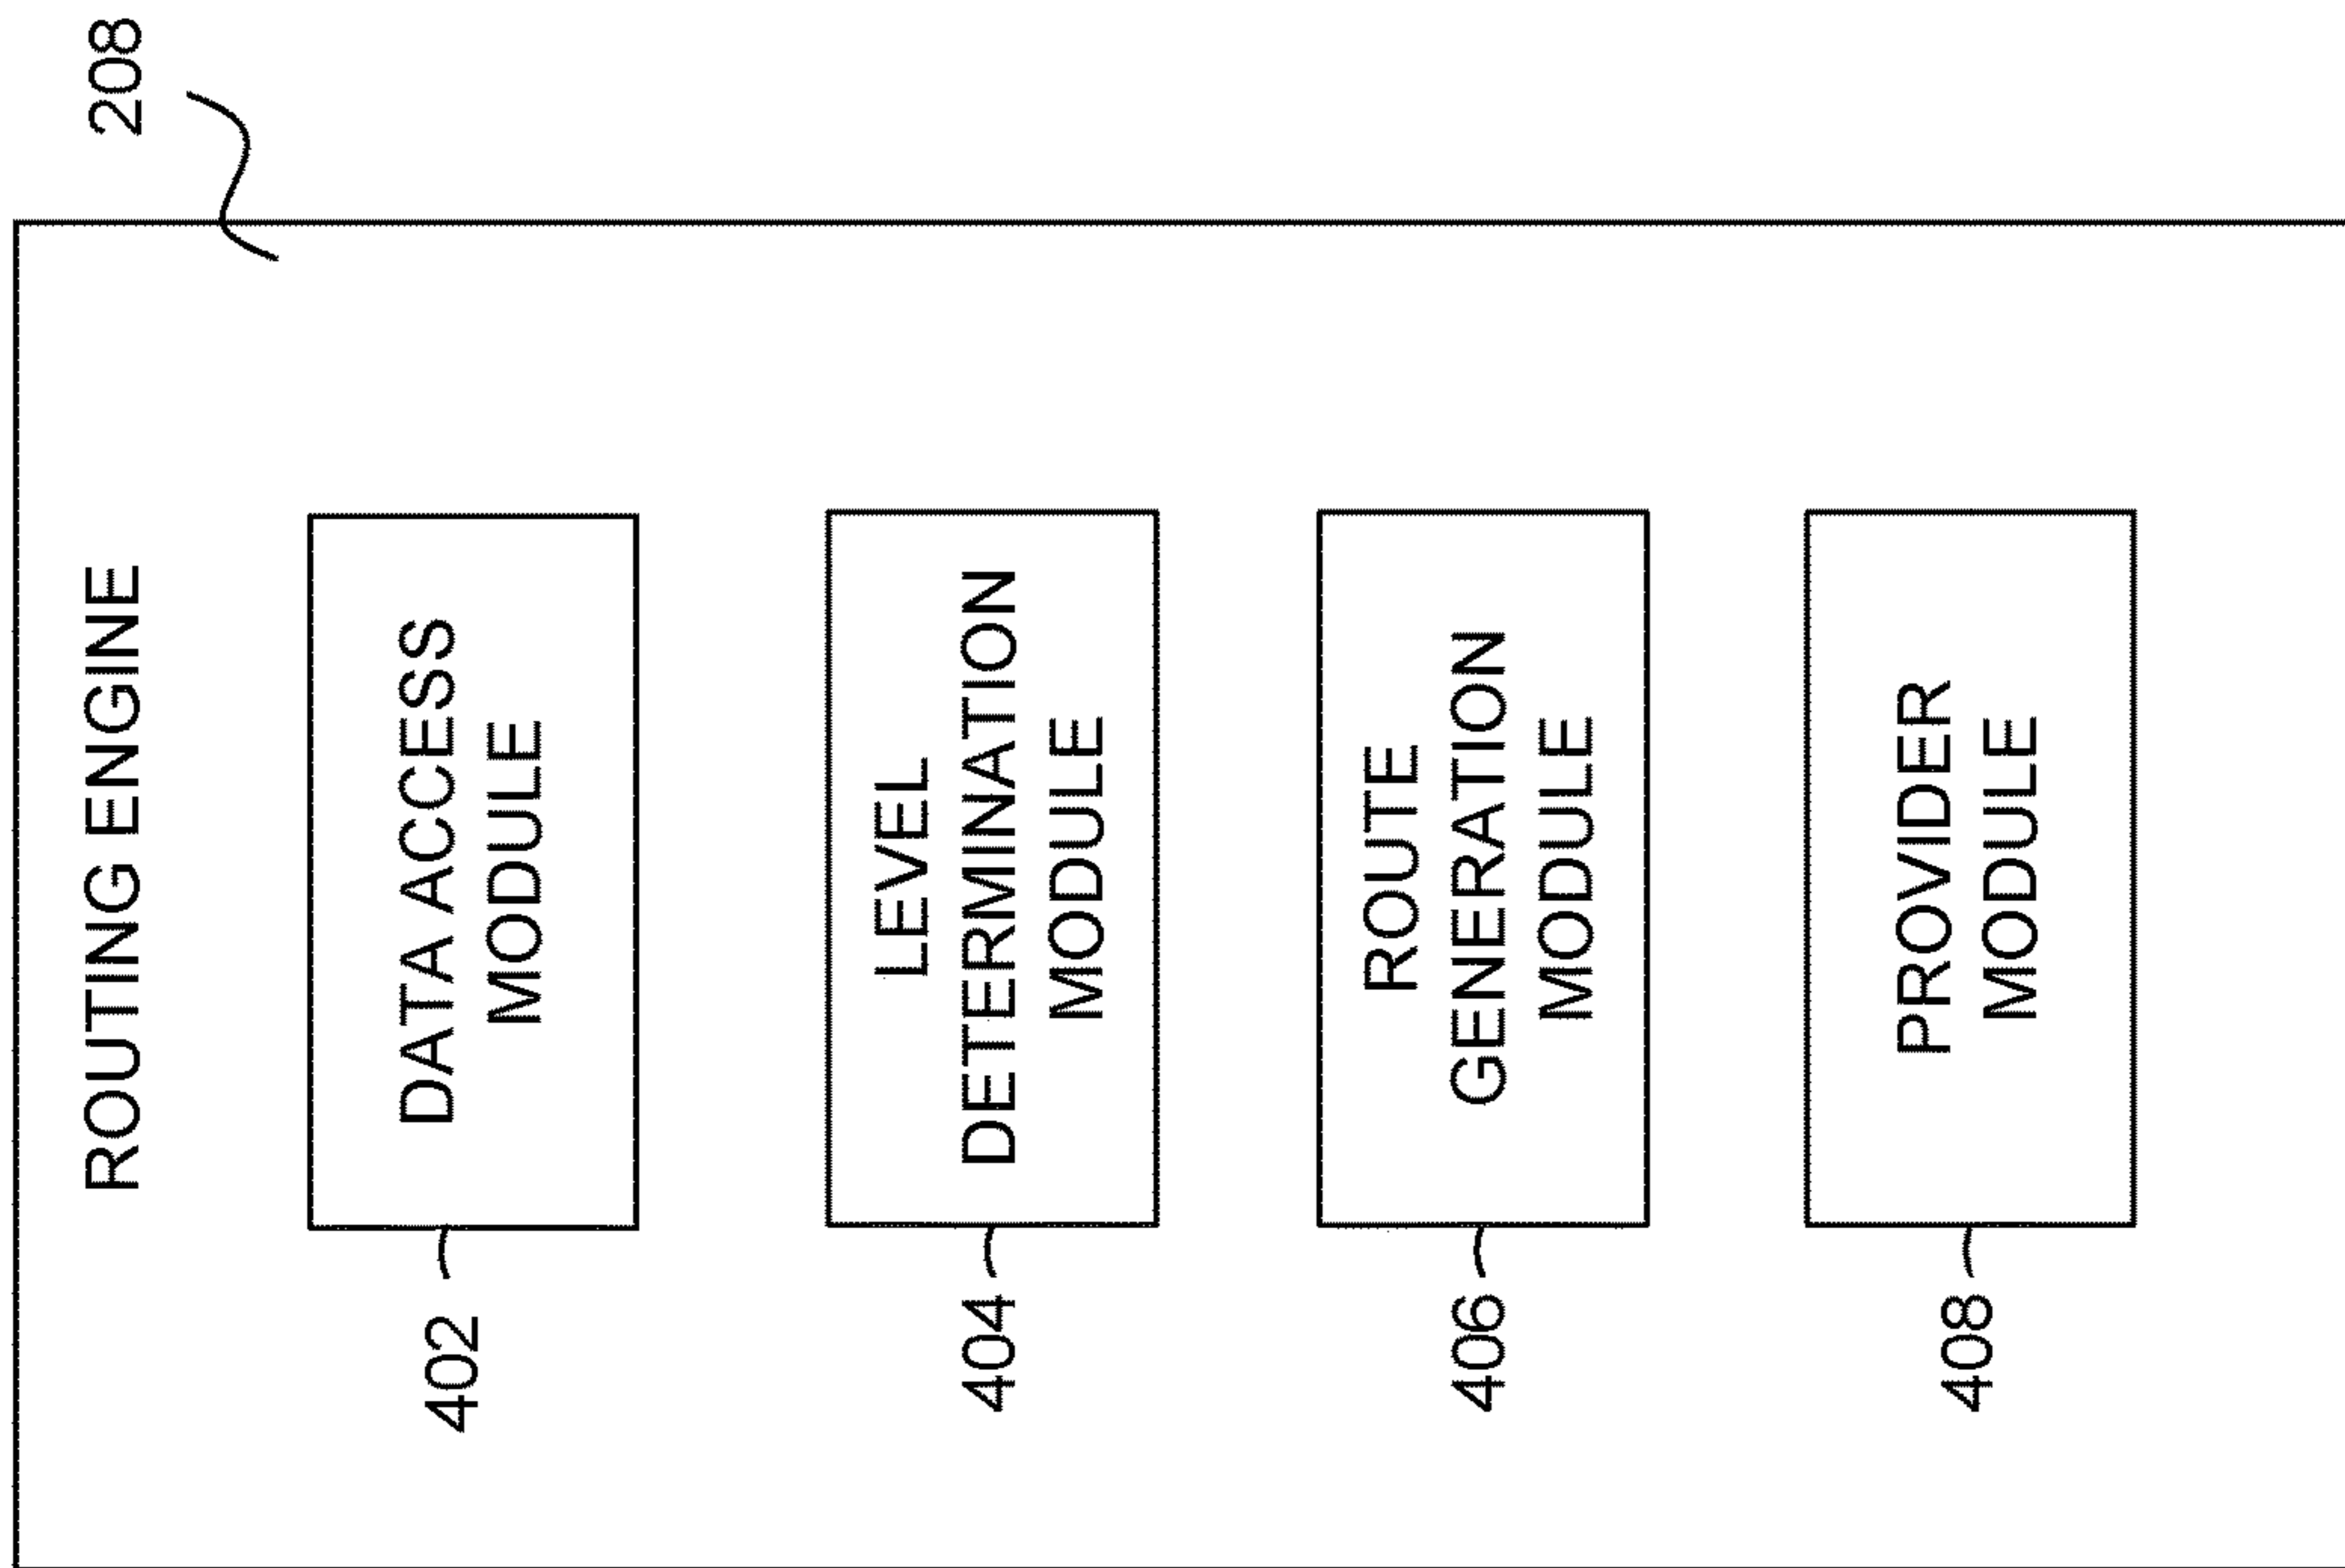 208
ROUTING ENGINE
402
DATA ACCESS
MODULE
404
LEVEL
DETERMINATION
MODULE
406
ROUTE
GENERATION
MODULE
408
PROVIDER
MODULE